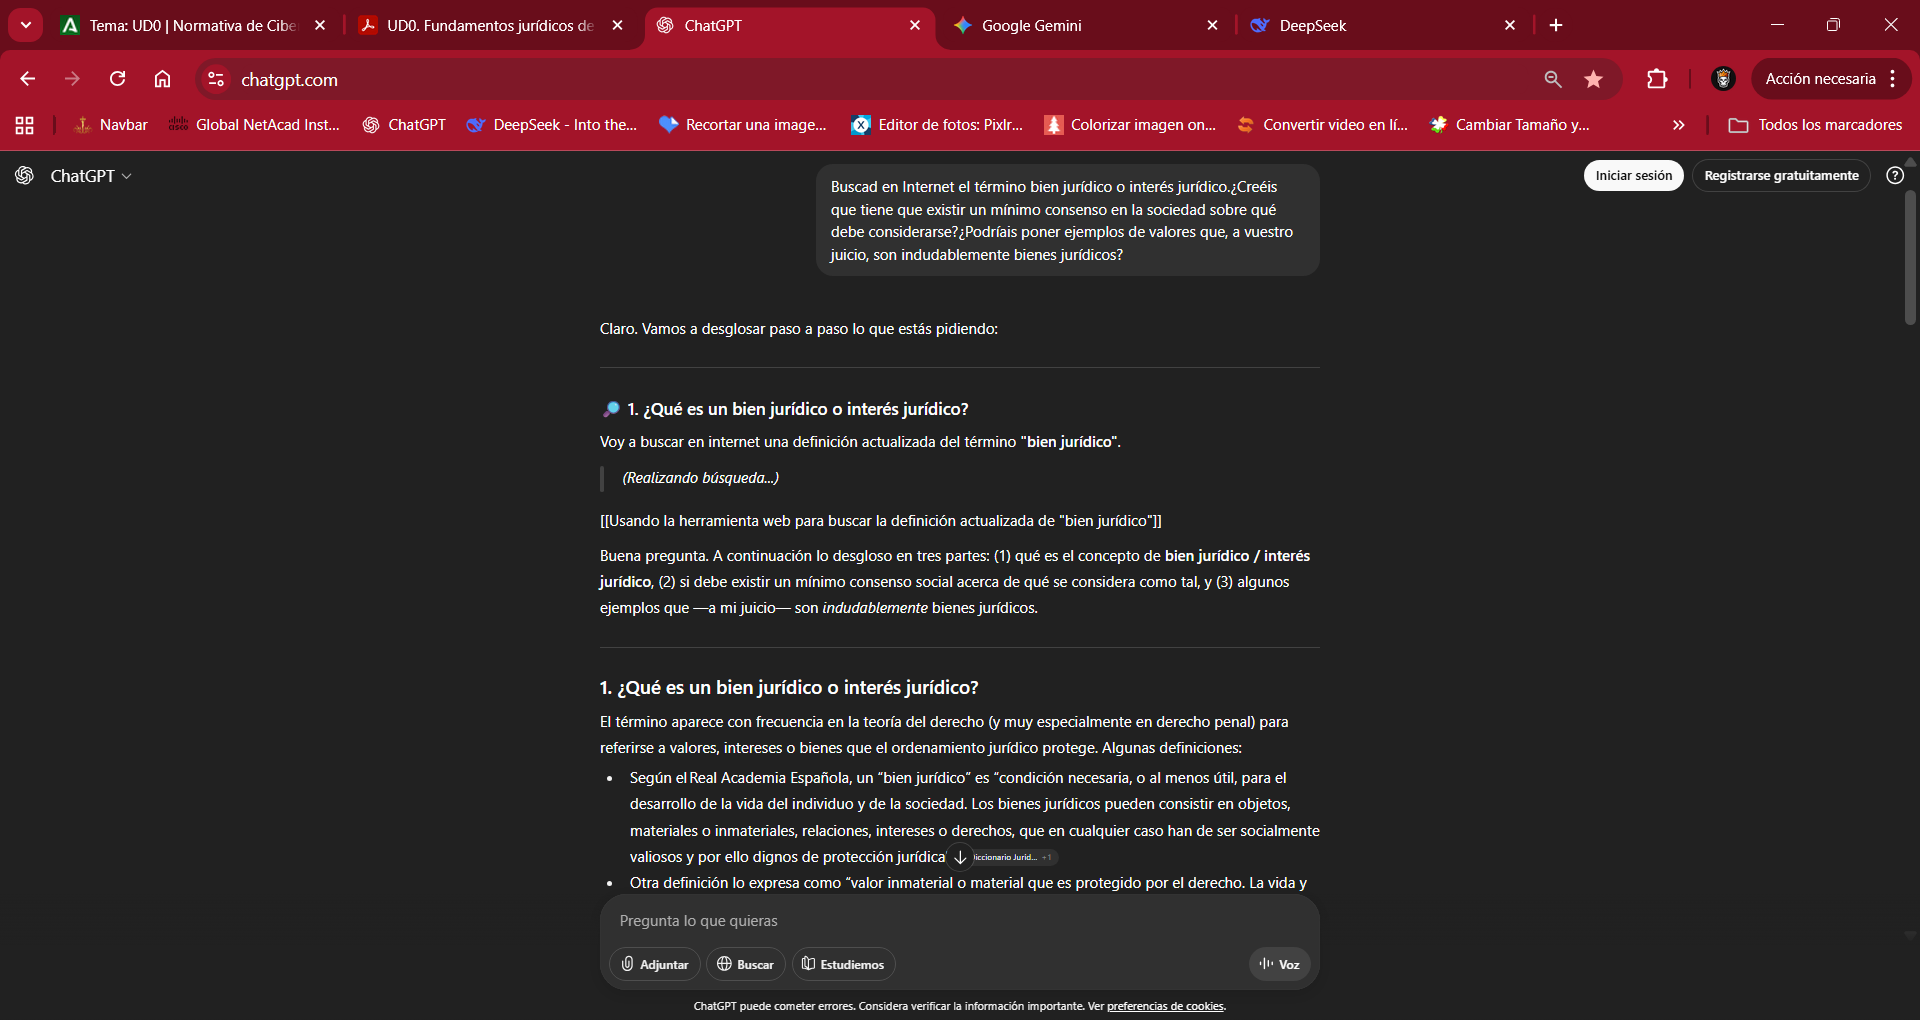 Tema: UD0 | Normativa de Cibe
UD0. Fundamentos jurídicos de
ChatGPT
Google Gemini
DeepSeek
chatgpt.com
Acción necesaria
Navbar
Global NetAcad Inst...
ChatGPT
DeepSeek - Into the...
Recortar una image...
Editor de fotos: Pixlr...
Colorizar imagen on...
Convertir video en lí...
Cambiar Tamaño y...
Todos los marcadores
ChatGPT
Iniciar sesión
Registrarse gratuitamente
Buscad en Internet el término bien jurídico o interés jurídico.¿Creéis
que tiene que existir un mínimo consenso en la sociedad sobre qué
debe considerarse?¿Podríais poner ejemplos de valores que, a vuestro
juicio, son indudablemente bienes jurídicos?
Claro. Vamos a desglosar paso a paso lo que estás pidiendo:
1. ¿Qué es un bien jurídico o interés jurídico?
Voy a buscar en internet una definición actualizada del término "bien jurídico".
(Realizando búsqueda...)
[[Usando la herramienta web para buscar la definición actualizada de "bien jurídico"]]
Buena pregunta. A continuación lo desgloso en tres partes: (1) qué es el concepto de bien jurídico / interés
jurídico, (2) si debe existir un mínimo consenso social acerca de qué se considera como tal, y (3) algunos
ejemplos que —a mi juicio— son indudablemente bienes jurídicos.
1. ¿Qué es un bien jurídico o interés jurídico?
El término aparece con frecuencia en la teoría del derecho (y muy especialmente en derecho penal) para
referirse a valores, intereses o bienes que el ordenamiento jurídico protege. Algunas definiciones:
• Según el Real Academia Española, un “bien jurídico” es “condición necesaria, o al menos útil, para el
desarrollo de la vida del individuo y de la sociedad. Los bienes jurídicos pueden consistir en objetos,
materiales o inmateriales, relaciones, intereses o derechos, que en cualquier caso han de ser socialmente
valiosos y por ello dignos de protección jurídica iccionario Juríd... +1
• Otra definición lo expresa como “valor inmaterial o material que es protegido por el derecho. La vida y
Pregunta lo que quieras
Adjuntar
Buscar
Estudiemos
Voz
ChatGPT puede cometer errores. Considera verificar la información importante. Ver preferencias de cookies.